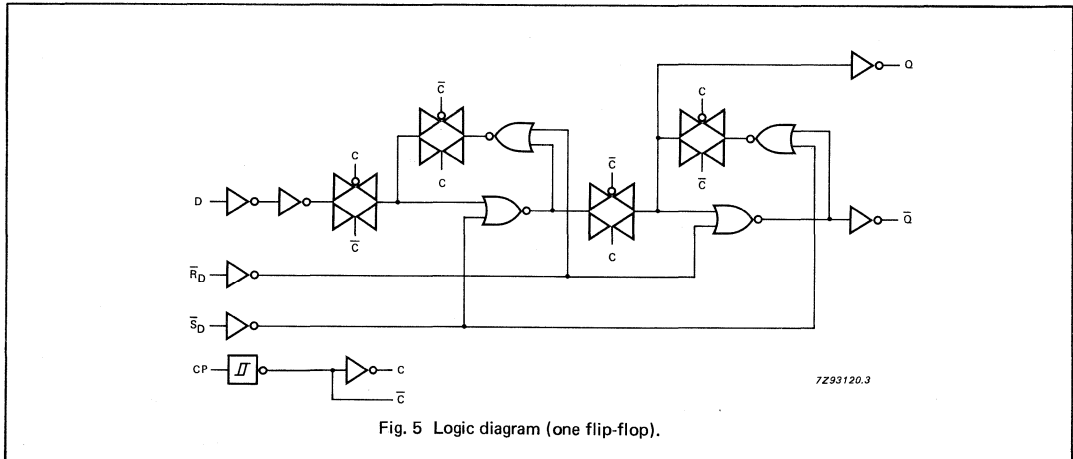 C̅
C
Q
C
C̅
D
C
C̅
C̅
C
Q̅
R̅D
S̅D
CP
C
C̅
7Z93120.3
Fig. 5 Logic diagram (one flip-flop).